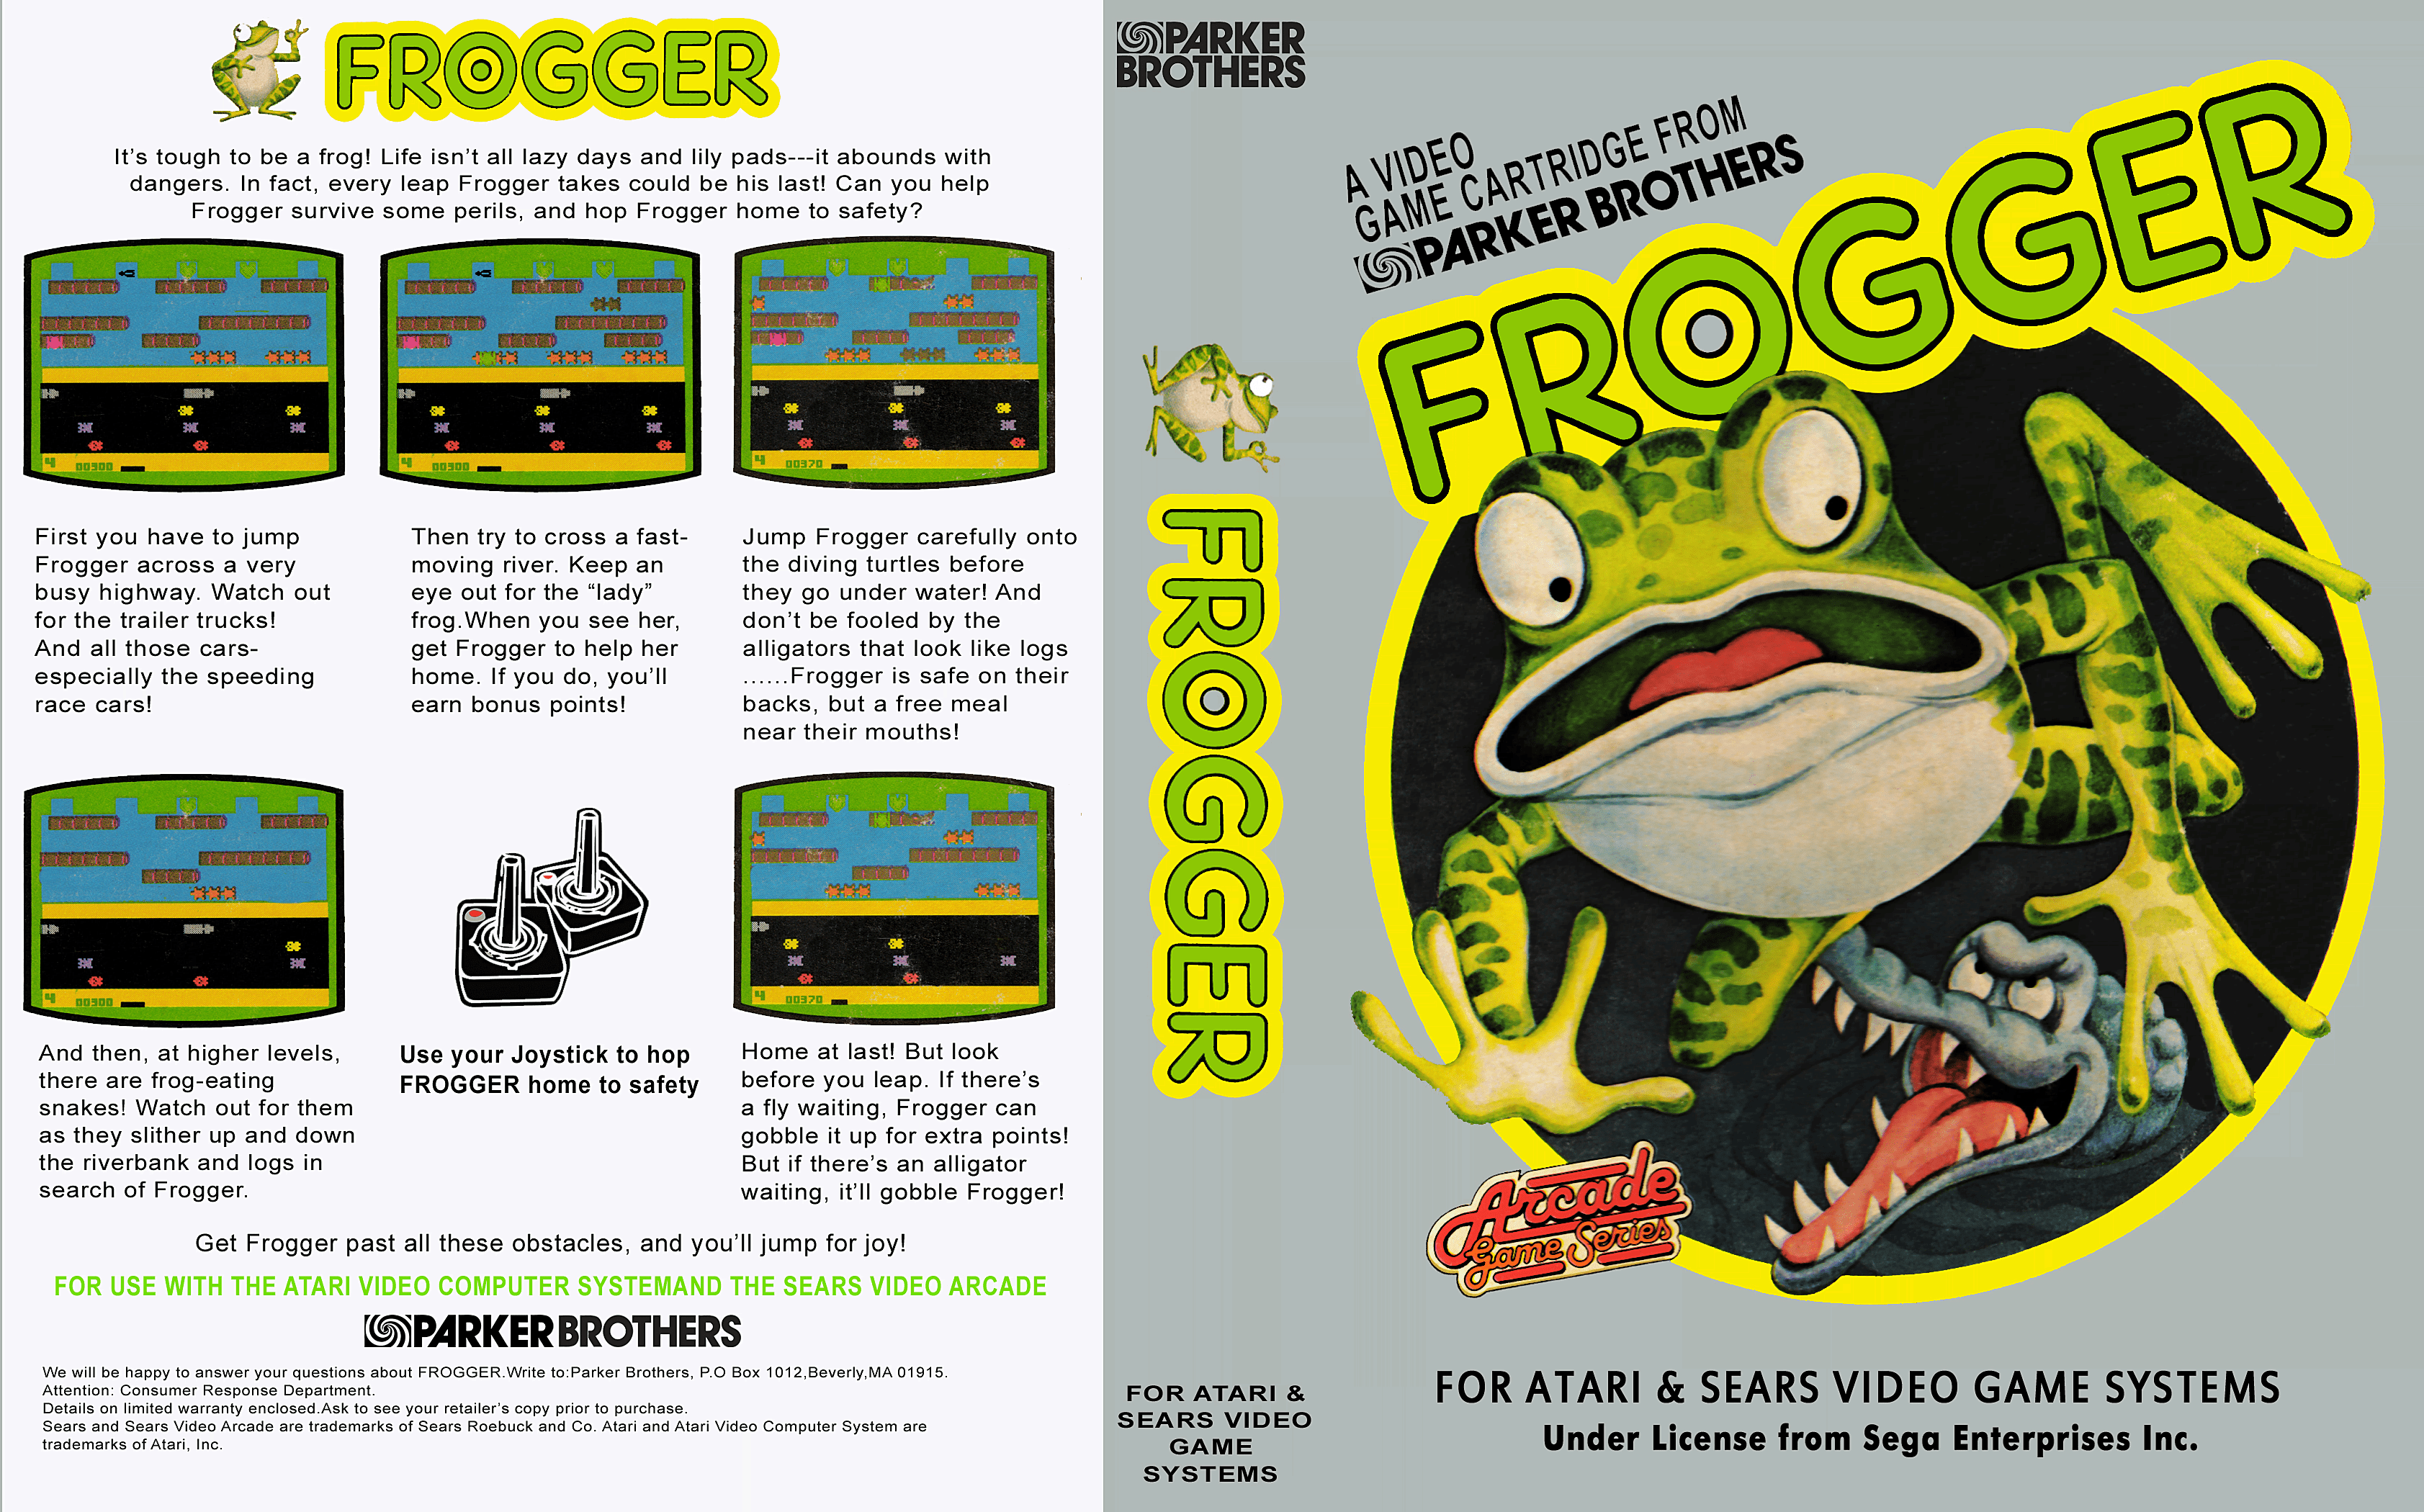 FROGGER
It's tough to be a frog! Life isn't all lazy days and lily pads---it abounds with
dangers. In fact, every leap Frogger takes could be his last! Can you help
Frogger survive some perils, and hop Frogger home to safety?
4 00300
4 00300
4 00370
First you have to jump
Frogger across a very
busy highway. Watch out
for the trailer trucks!
And all those cars-
especially the speeding
race cars!
Then try to cross a fast-
moving river. Keep an
eye out for the “lady”
frog.When you see her,
get Frogger to help her
home. If you do, you'll
earn bonus points!
Jump Frogger carefully onto
the diving turtles before
they go under water! And
don't be fooled by the
alligators that look like logs
......Frogger is safe on their
backs, but a free meal
near their mouths!
4 00300
4 00370
And then, at higher levels,
there are frog-eating
snakes! Watch out for them
as they slither up and down
the riverbank and logs in
search of Frogger.
Use your Joystick to hop
FROGGER home to safety
Home at last! But look
before you leap. If there's
a fly waiting, Frogger can
gobble it up for extra points!
But if there's an alligator
waiting, it'll gobble Frogger!
Get Frogger past all these obstacles, and you'll jump for joy!
FOR USE WITH THE ATARI VIDEO COMPUTER SYSTEMAND THE SEARS VIDEO ARCADE
PARKER BROTHERS
We will be happy to answer your questions about FROGGER.Write to:Parker Brothers, P.O Box 1012,Beverly,MA 01915.
Attention: Consumer Response Department.
Details on limited warranty enclosed.Ask to see your retailer's copy prior to purchase.
Sears and Sears Video Arcade are trademarks of Sears Roebuck and Co. Atari and Atari Video Computer System are
trademarks of Atari, Inc.
PARKER
BROTHERS
FROGGER
FOR ATARI &
SEARS VIDEO
GAME
SYSTEMS
A VIDEO
GAME CARTRIDGE FROM
PARKER BROTHERS
FROGGER
Arcade
Game Series
FOR ATARI & SEARS VIDEO GAME SYSTEMS
Under License from Sega Enterprises Inc.